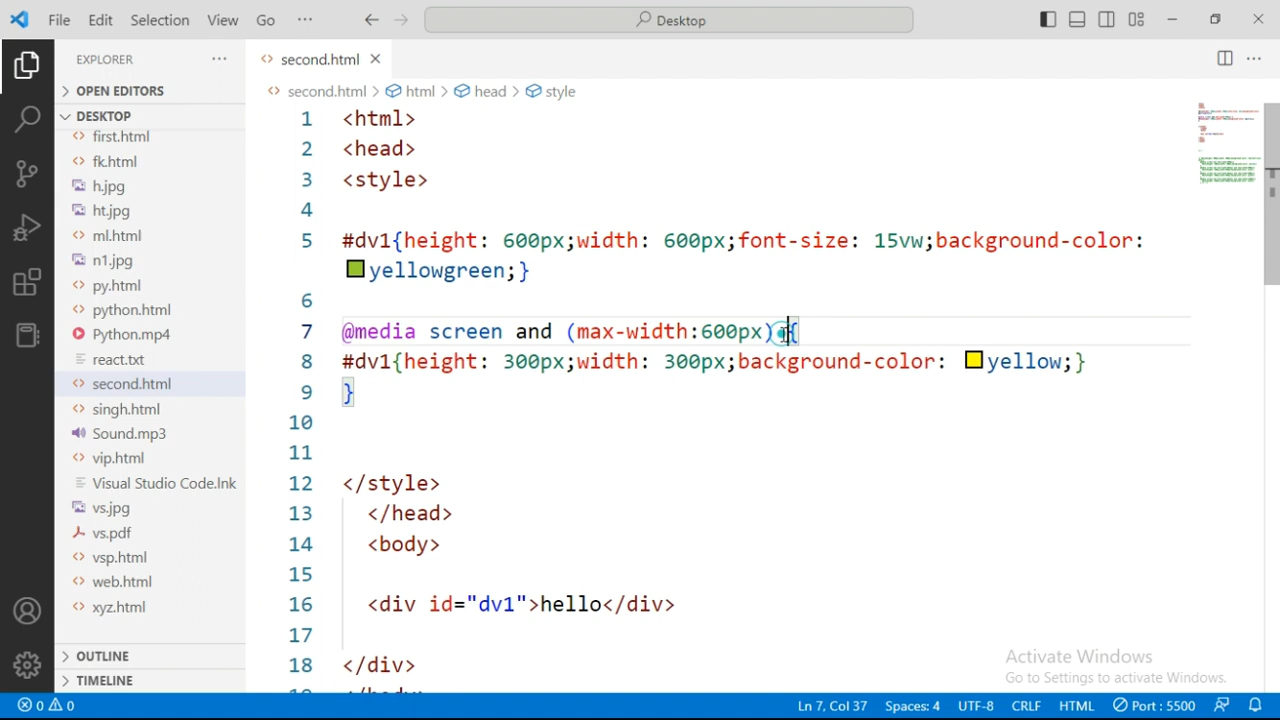 File Edit Selection View Go ··· Desktop
EXPLORER ···
OPEN EDITORS
DESKTOP
first.html
fk.html
h.jpg
ht.jpg
ml.html
n1.jpg
py.html
python.html
Python.mp4
react.txt
second.html
singh.html
Sound.mp3
vip.html
Visual Studio Code.lnk
vs.jpg
vs.pdf
vsp.html
web.html
xyz.html
OUTLINE
TIMELINE
second.html
second.html > html > head > style
1 <html>
2 <head>
3 <style>
4
5 #dv1{height: 600px;width: 600px;font-size: 15vw;background-color:
yellowgreen;}
6
7 @media screen and (max-width:600px) {
8 #dv1{height: 300px;width: 300px;background-color: yellow;}
9 }
10
11
12 </style>
13 </head>
14 <body>
15
16 <div id="dv1">hello</div>
17
18 </div>
Activate Windows
Go to Settings to activate Windows.
0 0 Ln 7, Col 37 Spaces: 4 UTF-8 CRLF HTML Port : 5500